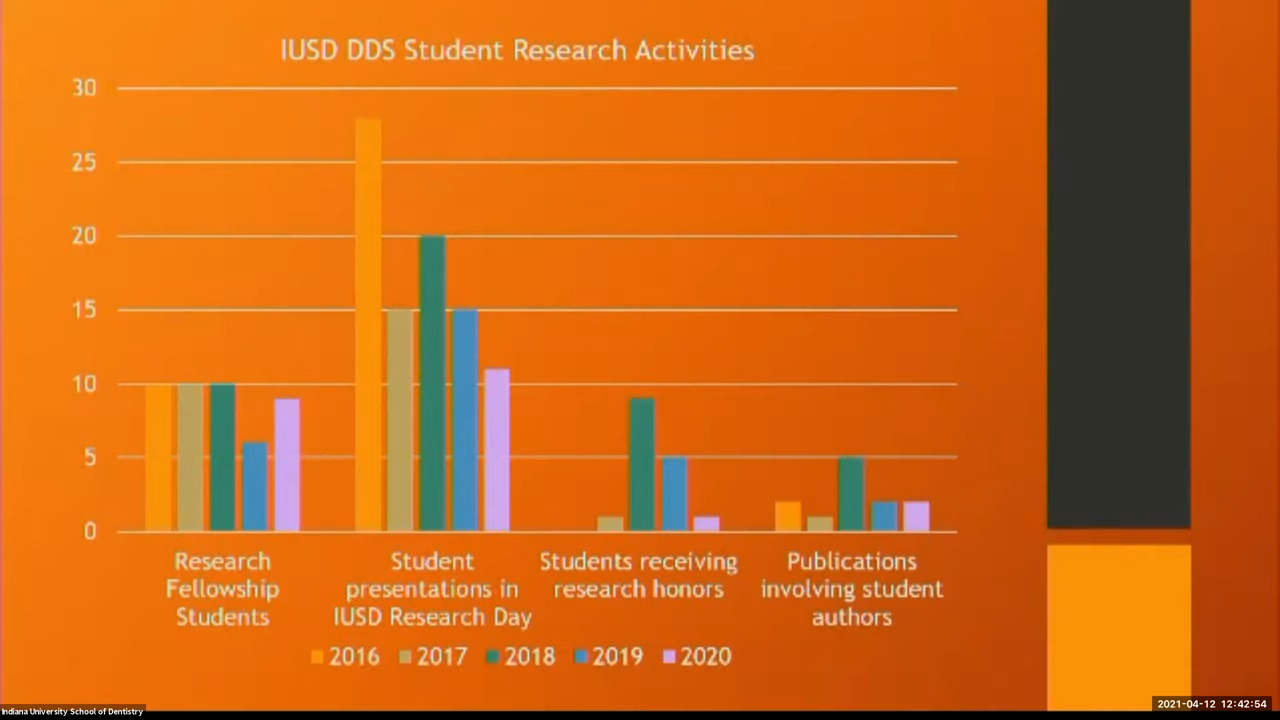 IUSD DDS Student Research Activities
30
25
20
15
10
5
0
Research
Fellowship
Students
Student
presentations in
IUSD Research Day
Students receiving
research honors
Publications
involving student
authors
2016 2017 2018 2019 2020
Indiana University School of Dentistry
2021-04-12 12:42:54